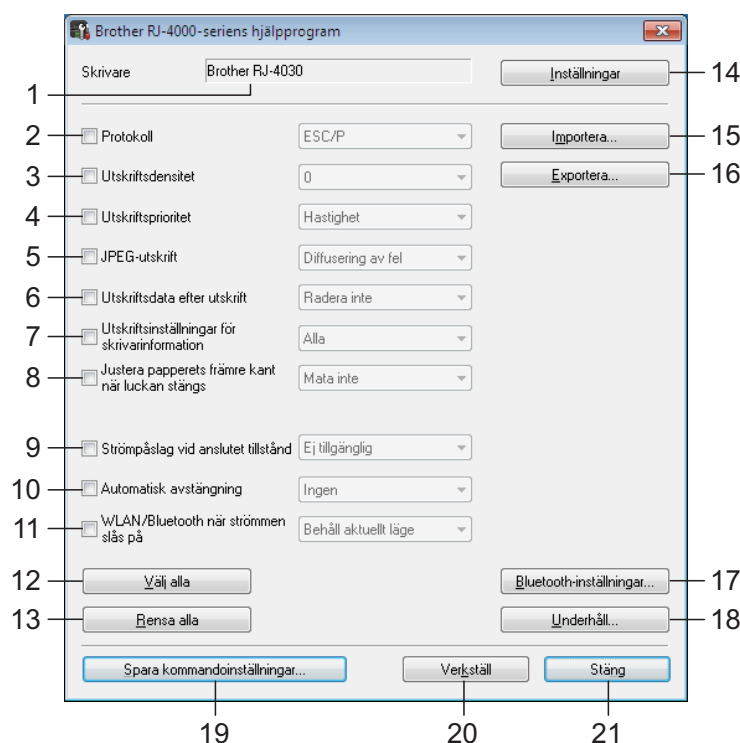 Brother RJ-4000-seriens hjälpprogram
Skrivare Brother RJ-4030 Inställningar 14
1
2 Protokoll ESC/P Importera... 15
3 Utskriftsdensitet 0 Exportera... 16
4 Utskriftsprioritet Hastighet
5 JPEG-utskrift Diffusering av fel
6 Utskriftsdata efter utskrift Radera inte
7 Utskriftsinställningar för
skrivarinformation Alla
8 Justera papperets främre kant
när luckan stängs Mata inte
9 Strömpåslag vid anslutet tillstånd Ej tillgänglig
10 Automatisk avstängning Ingen
11 WLAN/Bluetooth när strömmen
slås på Behåll aktuellt läge
12 Välj alla Bluetooth-inställningar... 17
13 Rensa alla Underhåll... 18
Spara kommandoinställningar... Verkställ Stäng
19 20 21